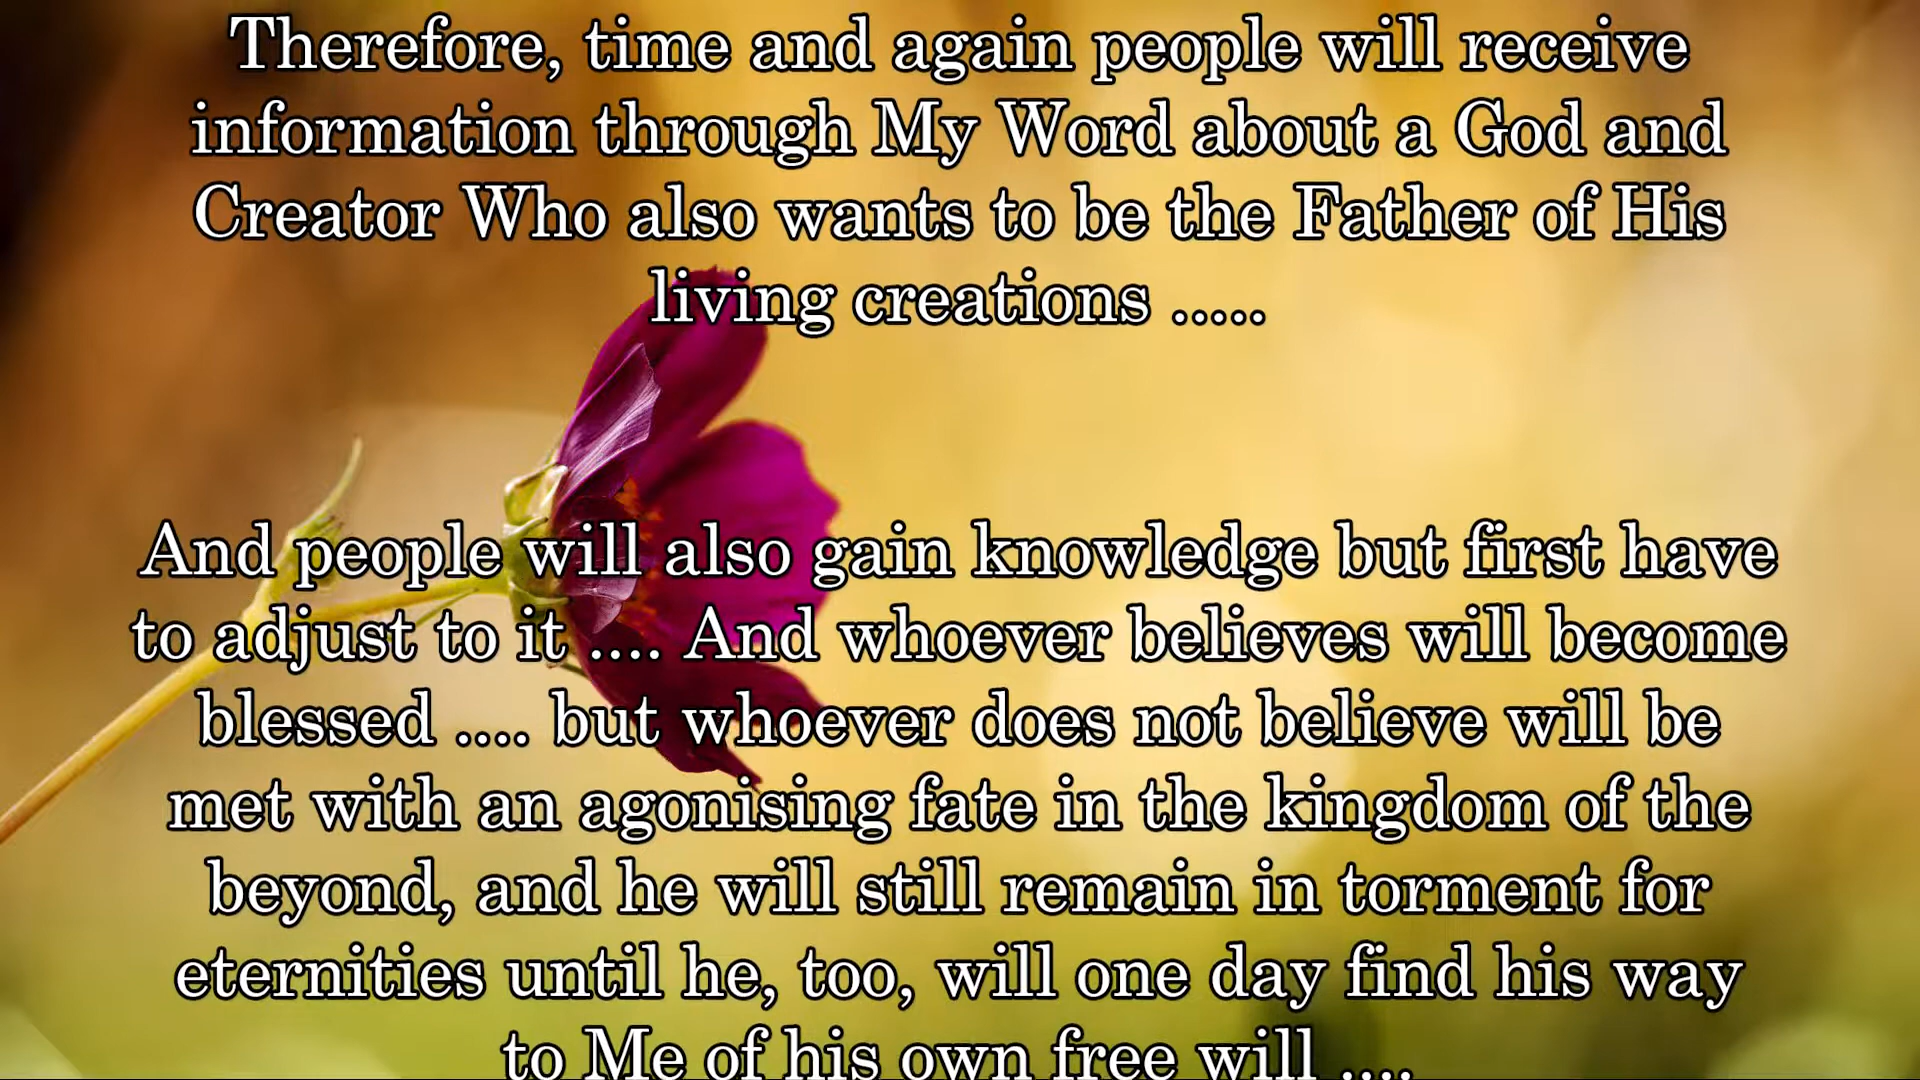 Therefore, time and again people will receive
information through My Word about a God and
Creator Who also wants to be the Father of His
living creations .....
And people will also gain knowledge but first have
to adjust to it .... And whoever believes will become
blessed .... but whoever does not believe will be
met with an agonising fate in the kingdom of the
beyond, and he will still remain in torment for
eternities until he, too, will one day find his way
to Me of his own free will ....